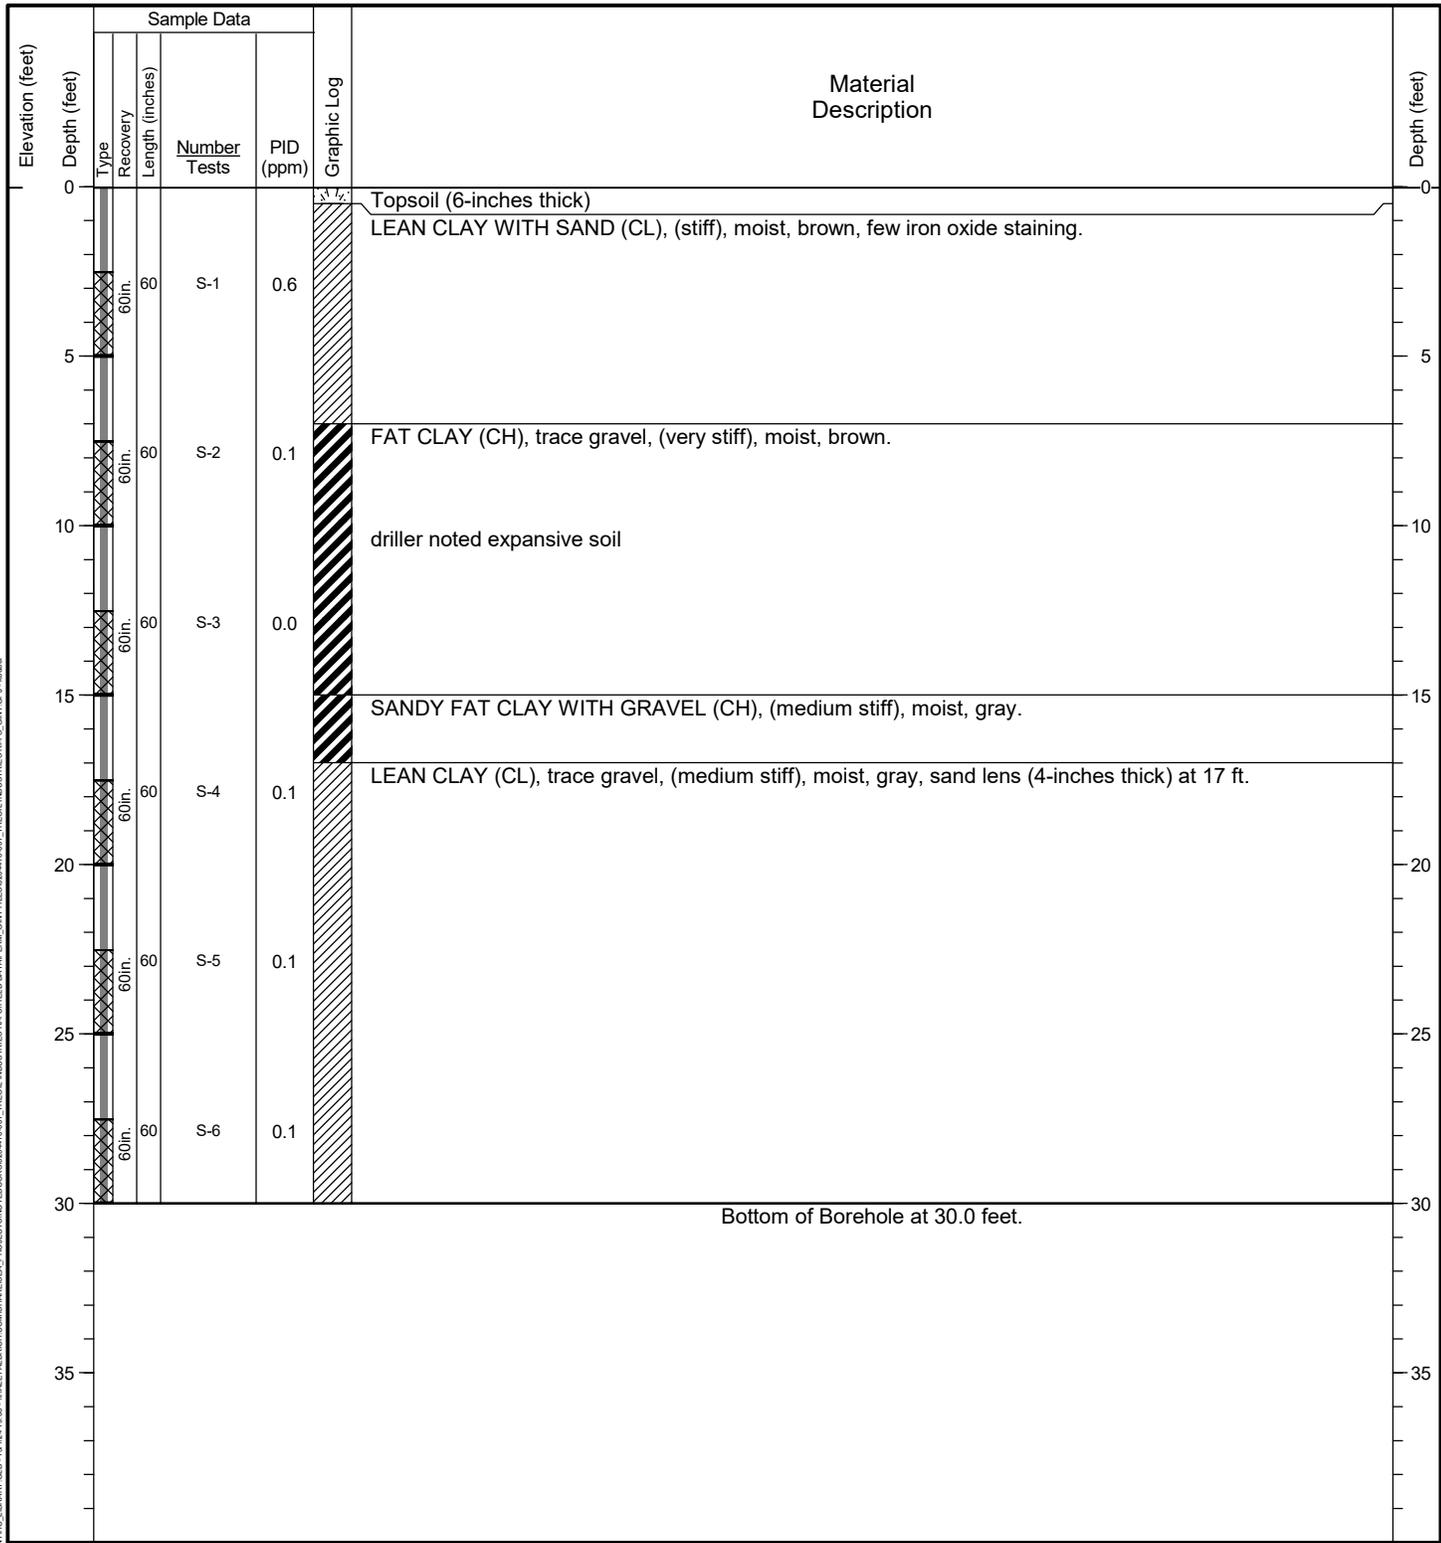 Sample Data
Elevation (feet)
Depth (feet)
Type
Recovery
Length (inches)
Number
Tests
PID
(ppm)
Graphic Log
Material
Description
Depth (feet)
0
0
Topsoil (6-inches thick)
LEAN CLAY WITH SAND (CL), (stiff), moist, brown, few iron oxide staining.
60in.
60
S-1
0.6
5
5
FAT CLAY (CH), trace gravel, (very stiff), moist, brown.
60in.
60
S-2
0.1
10
driller noted expansive soil
10
60in.
60
S-3
0.0
15
15
SANDY FAT CLAY WITH GRAVEL (CH), (medium stiff), moist, gray.
LEAN CLAY (CL), trace gravel, (medium stiff), moist, gray, sand lens (4-inches thick) at 17 ft.
60in.
60
S-4
0.1
20
20
60in.
60
S-5
0.1
25
25
60in.
60
S-6
0.1
30
30
Bottom of Borehole at 30.0 feet.
35
35